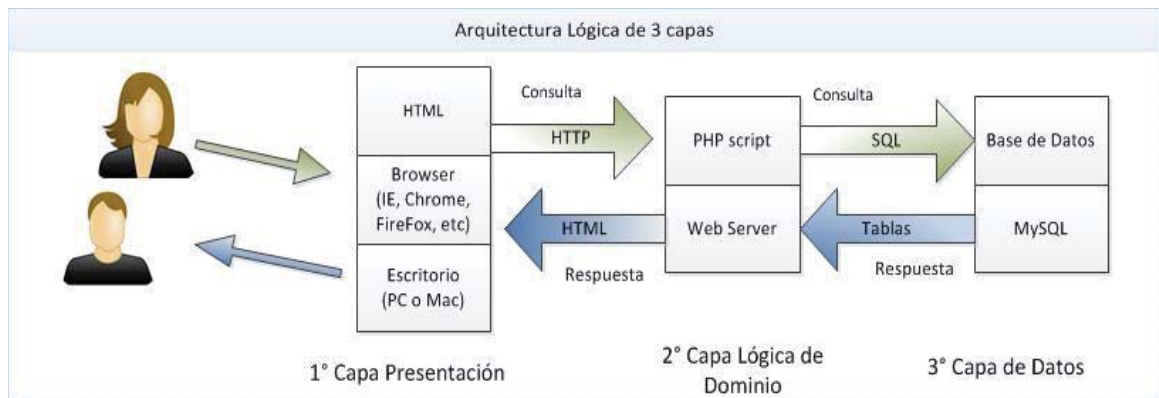 Arquitectura Lógica de 3 capas
HTML
Browser
(IE, Chrome,
FireFox, etc)
Escritorio
(PC o Mac)
Consulta
HTTP
HTML
Respuesta
PHP script
Web Server
Consulta
SQL
Tablas
Respuesta
Base de Datos
MySQL
1° Capa Presentación
2° Capa Lógica de
Dominio
3° Capa de Datos